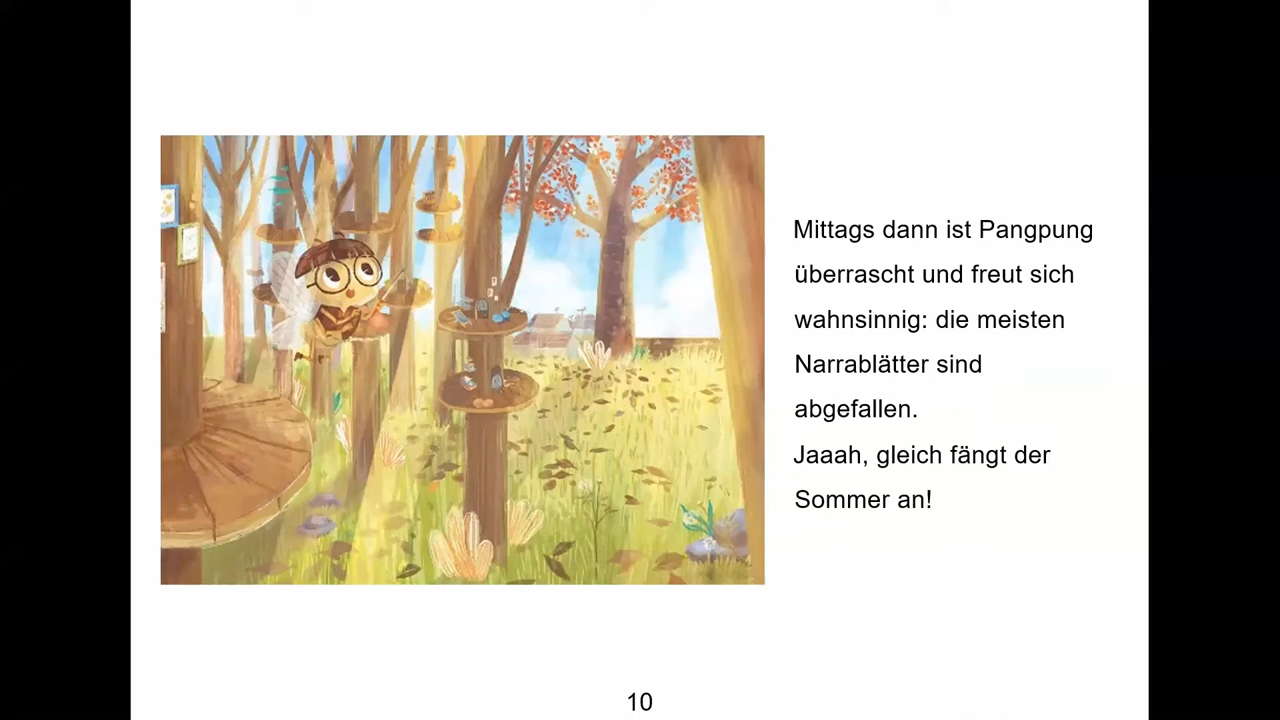 Mittags dann ist Pangpung
überrascht und freut sich
wahnsinnig: die meisten
Narrablätter sind
abgefallen.
Jaaah, gleich fängt der
Sommer an!
10